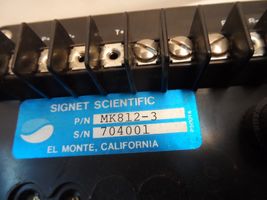 SIGNET SCIENTIFIC
P/N MK812-3
S/N 704001
EL MONTE, CALIFORNIA